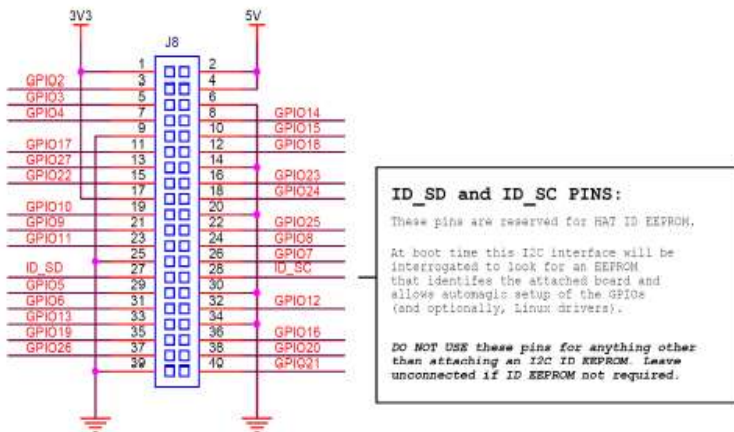 3V3 5V
J8
1 2
GPIO2 3 4
GPIO3 5 6
GPIO4 7 8 GPIO14
9 10 GPIO15
GPIO17 11 12 GPIO18
GPIO27 13 14
GPIO22 15 16 GPIO23
17 18 GPIO24
GPIO10 19 20
GPIO9 21 22 GPIO25
GPIO11 23 24 GPIO8
25 26 GPIO7
ID_SD 27 28 ID_SC
GPIO5 29 30
GPIO6 31 32 GPIO12
GPIO13 33 34
GPIO19 35 36 GPIO16
GPIO26 37 38 GPIO20
39 40 GPIO21
ID_SD and ID_SC PINS:
These pins are reserved for HAT ID EEPROM.
At boot time this I2C interface will be
interrogated to look for an EEPROM
that identifes the attached board and
allows automagic setup of the GPIOs
(and optionally, Linux drivers).
DO NOT USE these pins for anything other
than attaching an I2C ID EEPROM. Leave
unconnected if ID EEPROM not required.